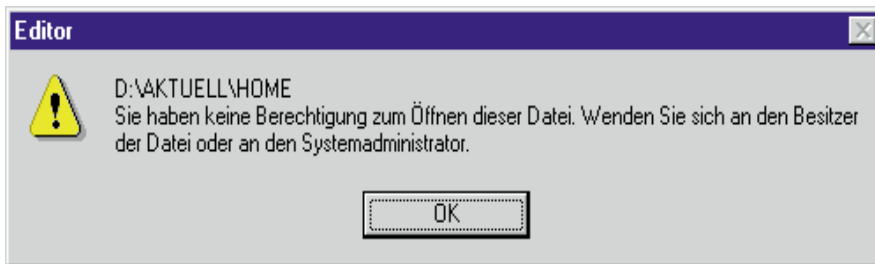 Editor
D:\AKTUELL\HOME
Sie haben keine Berechtigung zum Öffnen dieser Datei. Wenden Sie sich an den Besitzer
der Datei oder an den Systemadministrator.
OK